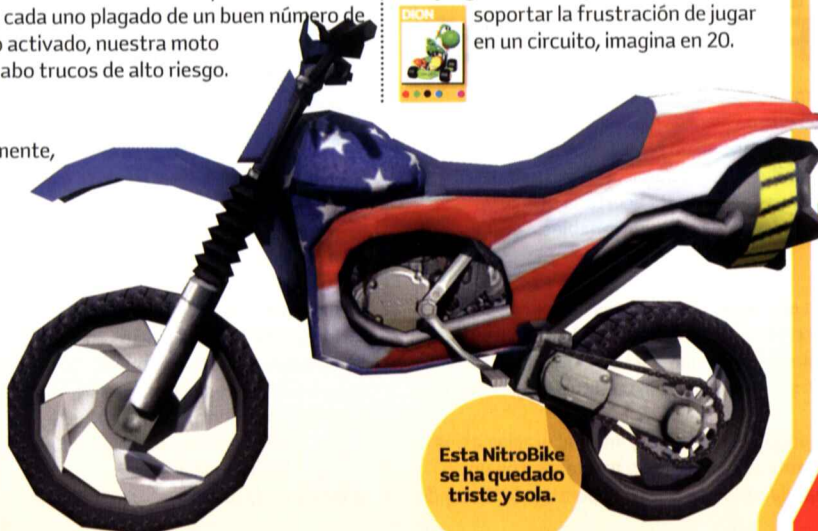 cada uno plagado de un buen número de
activado, nuestra moto
abo trucos de alto riesgo.
mente,
DION
soportar la frustración de jugar
en un circuito, imagina en 20.
Esta NitroBike
se ha quedado
triste y sola.